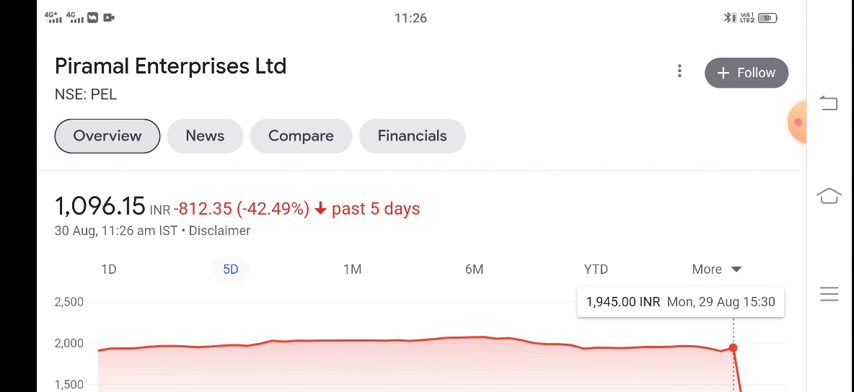 4G+ 4G 11:26
Piramal Enterprises Ltd
+ Follow
NSE: PEL
Overview News Compare Financials
1,096.15 INR -812.35 (-42.49%) ↓ past 5 days
30 Aug, 11:26 am IST • Disclaimer
1D 5D 1M 6M YTD More
1,945.00 INR Mon, 29 Aug 15:30
2,500
2,000
1,500